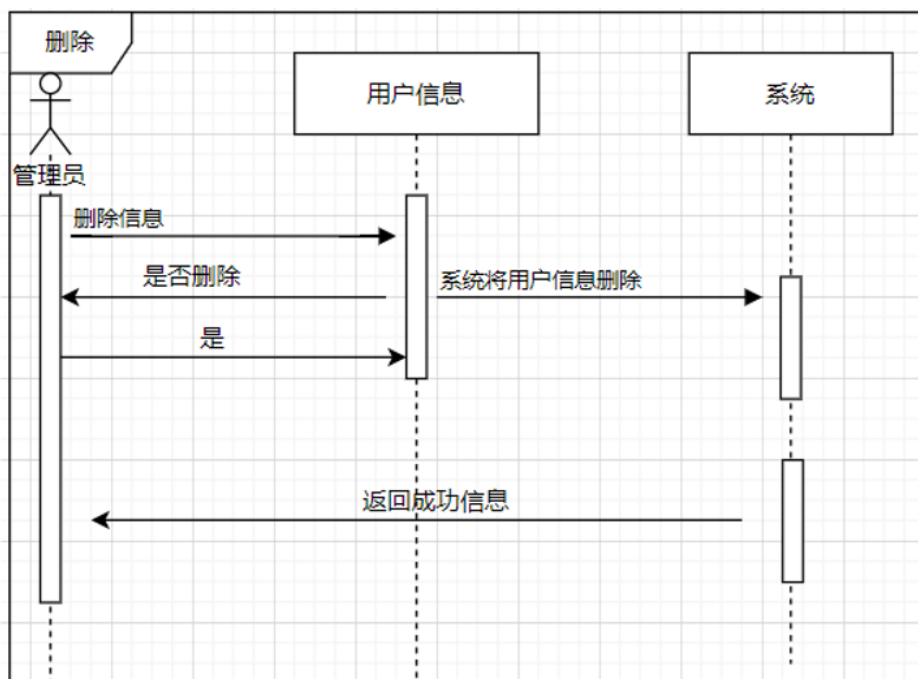 删除
用户信息
系统
管理员
删除信息
是否删除
系统将用户信息删除
是
返回成功信息